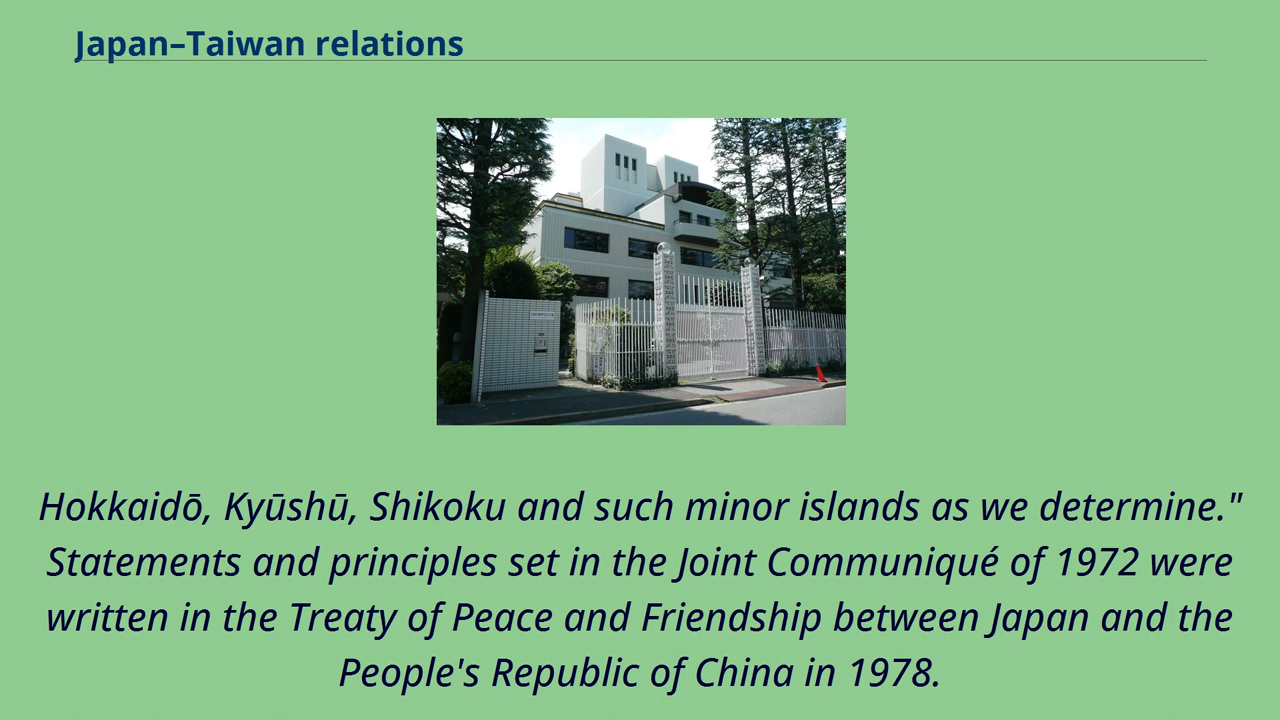 Japan–Taiwan relations
Hokkaidō, Kyūshū, Shikoku and such minor islands as we determine."
Statements and principles set in the Joint Communiqué of 1972 were
written in the Treaty of Peace and Friendship between Japan and the
People's Republic of China in 1978.